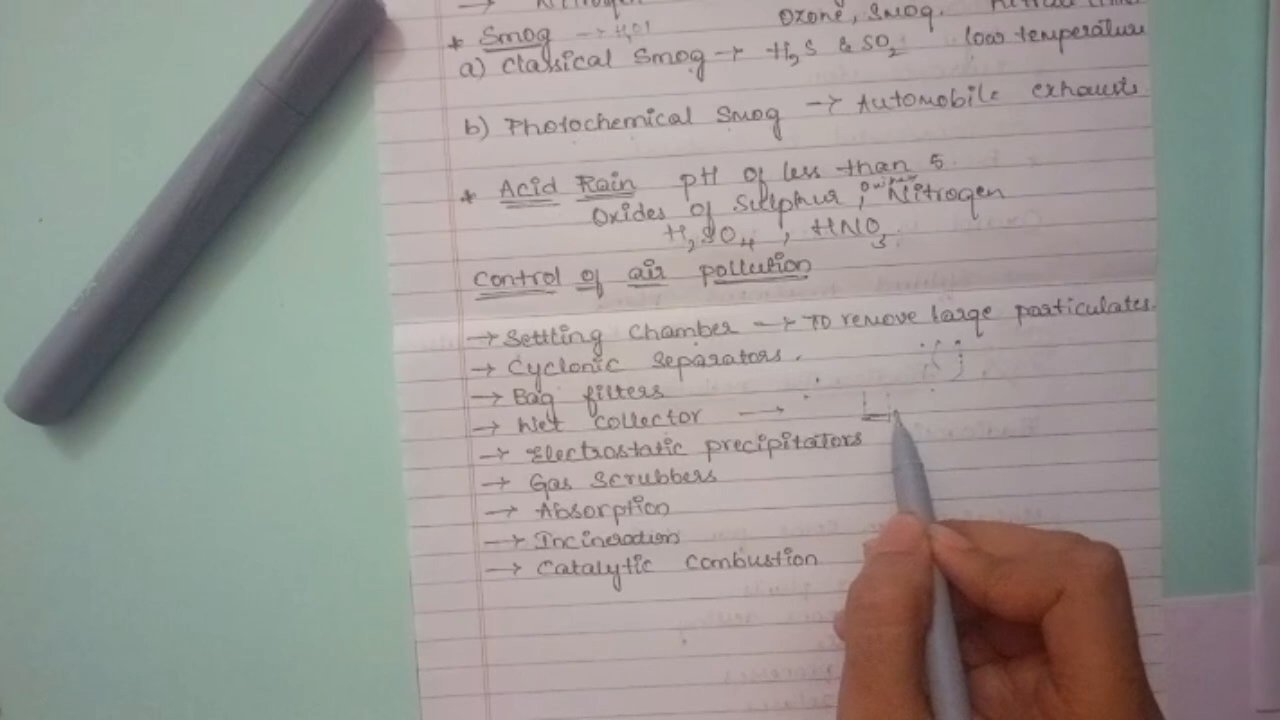 → Nitrogen
Ozone, Smog.
* Smog → H2O1
a) Classical Smog → H2S & SO2 low temperature
b) Photochemical Smog → Automobile exhausts
* Acid Rain pH of less than 5.
Oxides of Sulphur, Nitrogen
H2SO4, HNO3.
Control of air pollution
→ Settling Chamber → To remove large particulates.
→ Cyclonic Separators.
→ Bag filters
→ Wet collector →
→ Electrostatic precipitators
→ Gas Scrubbers
→ Absorption
→ Incineration
→ Catalytic Combustion